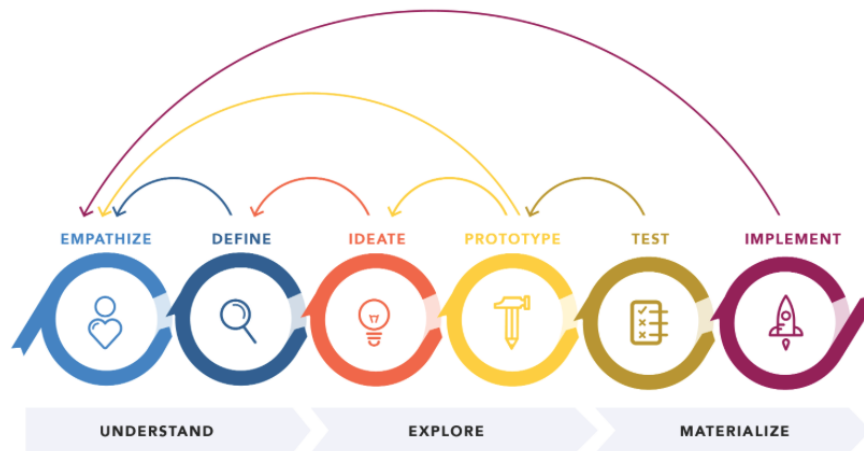 EMPATHIZE
DEFINE
IDEATE
PROTOTYPE
TEST
IMPLEMENT
UNDERSTAND
EXPLORE
MATERIALIZE